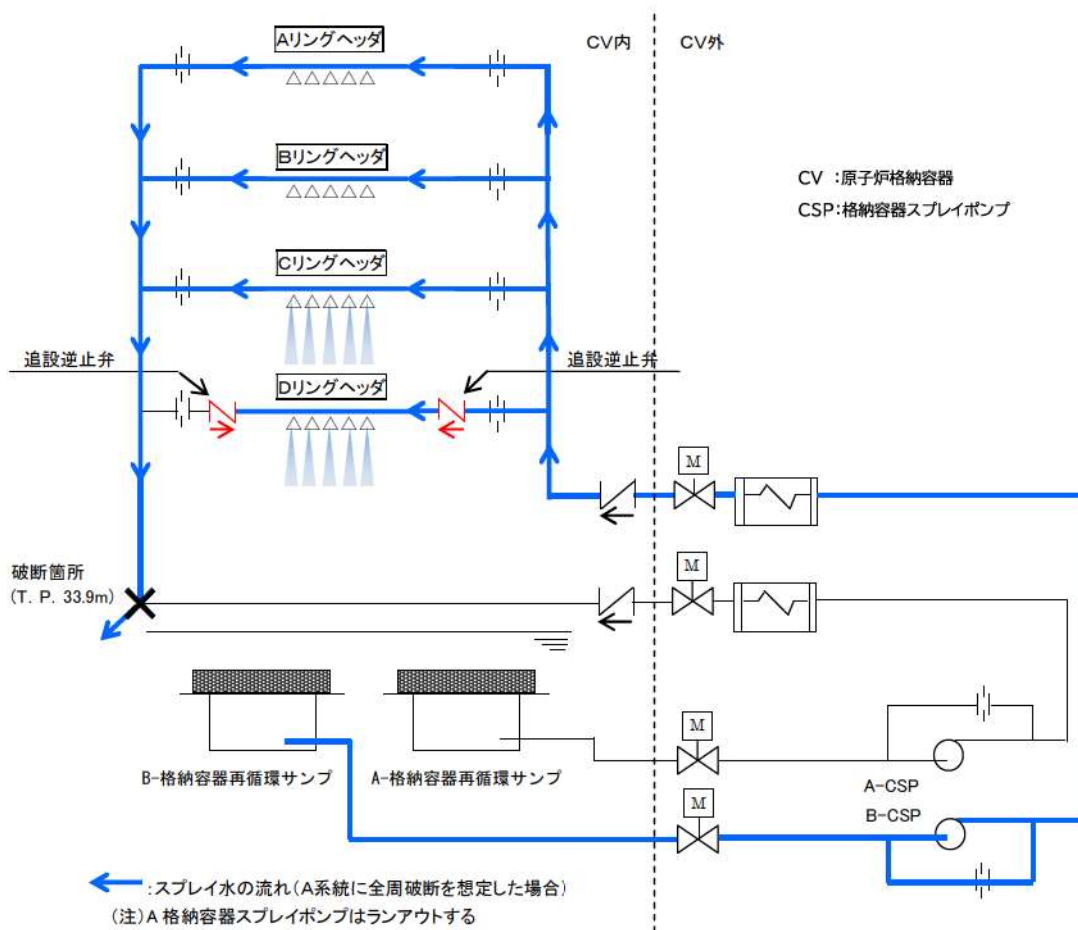 Aリングヘッダ
CV内
CV外
Bリングヘッダ
CV :原子炉格納容器
CSP:格納容器スプレイポンプ
Cリングヘッダ
追設逆止弁
追設逆止弁
Dリングヘッダ
M
破断箇所
(T. P. 33.9m)
M
M
B-格納容器再循環サンプ
A-格納容器再循環サンプ
A-CSP
M
B-CSP
:スプレイ水の流れ(A系統に全周破断を想定した場合)
(注)A格納容器スプレイポンプはランアウトする